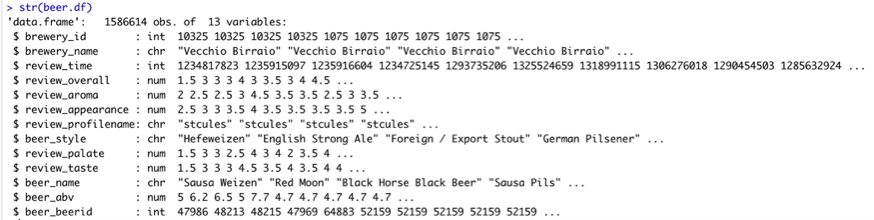 > str(beer.df)
'data.frame':   1586614 obs. of  13 variables:
 $ brewery_id        : int  10325 10325 10325 10325 1075 1075 1075 1075 1075 1075 ...
 $ brewery_name      : chr  "Vecchio Birraio" "Vecchio Birraio" "Vecchio Birraio" "Vecchio Birraio" ...
 $ review_time       : int  1234817823 1235915097 1235916604 1234725145 1293735206 1325524659 1318991115 1306276018 1290454503 1285632924 ...
 $ review_overall    : num  1.5 3 3 3 4 3 3.5 3 4 4.5 ...
 $ review_aroma      : num  2 2.5 2.5 3 4.5 3.5 3.5 2.5 3 3.5 ...
 $ review_appearance : num  2.5 3 3 3.5 4 3.5 3.5 3.5 3.5 5 ...
 $ review_profilename: chr  "stcules" "stcules" "stcules" "stcules" ...
 $ beer_style        : chr  "Hefeweizen" "English Strong Ale" "Foreign / Export Stout" "German Pilsener" ...
 $ review_palate     : num  1.5 3 3 2.5 4 3 4 2 3.5 4 ...
 $ review_taste      : num  1.5 3 3 3 4.5 3.5 4 3.5 4 4 ...
 $ beer_name         : chr  "Sausa Weizen" "Red Moon" "Black Horse Black Beer" "Sausa Pils" ...
 $ beer_abv          : num  5 6.2 6.5 5 7.7 4.7 4.7 4.7 4.7 4.7 ...
 $ beer_beerid       : int  47986 48213 48215 47969 64883 52159 52159 52159 52159 52159 ...